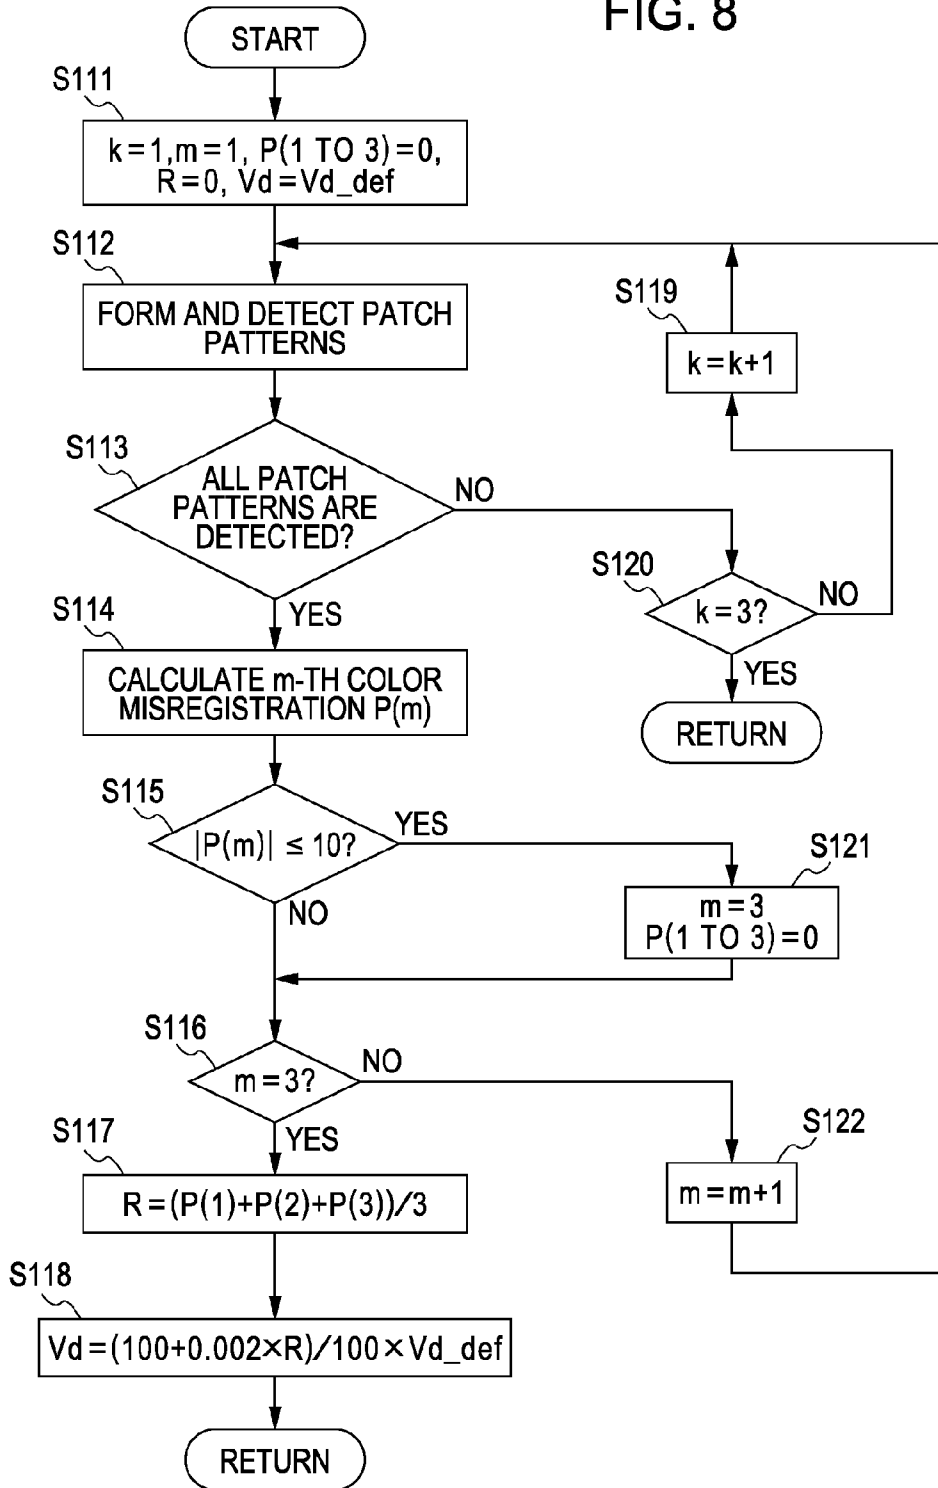 FIG. 8
START
S111
k=1,m=1, P(1 TO 3)=0,
R=0, Vd=Vd_def
S112
FORM AND DETECT PATCH
PATTERNS
S119
k=k+1
S113
ALL PATCH
PATTERNS ARE
DETECTED?
NO
S120
k=3?
NO
YES
RETURN
YES
S114
CALCULATE m-TH COLOR
MISREGISTRATION P(m)
S115
|P(m)| ≤ 10?
YES
S121
m=3
P(1 TO 3)=0
NO
S116
m=3?
NO
S122
m=m+1
YES
S117
R=(P(1)+P(2)+P(3))/3
S118
Vd=(100+0.002×R)/100×Vd_def
RETURN